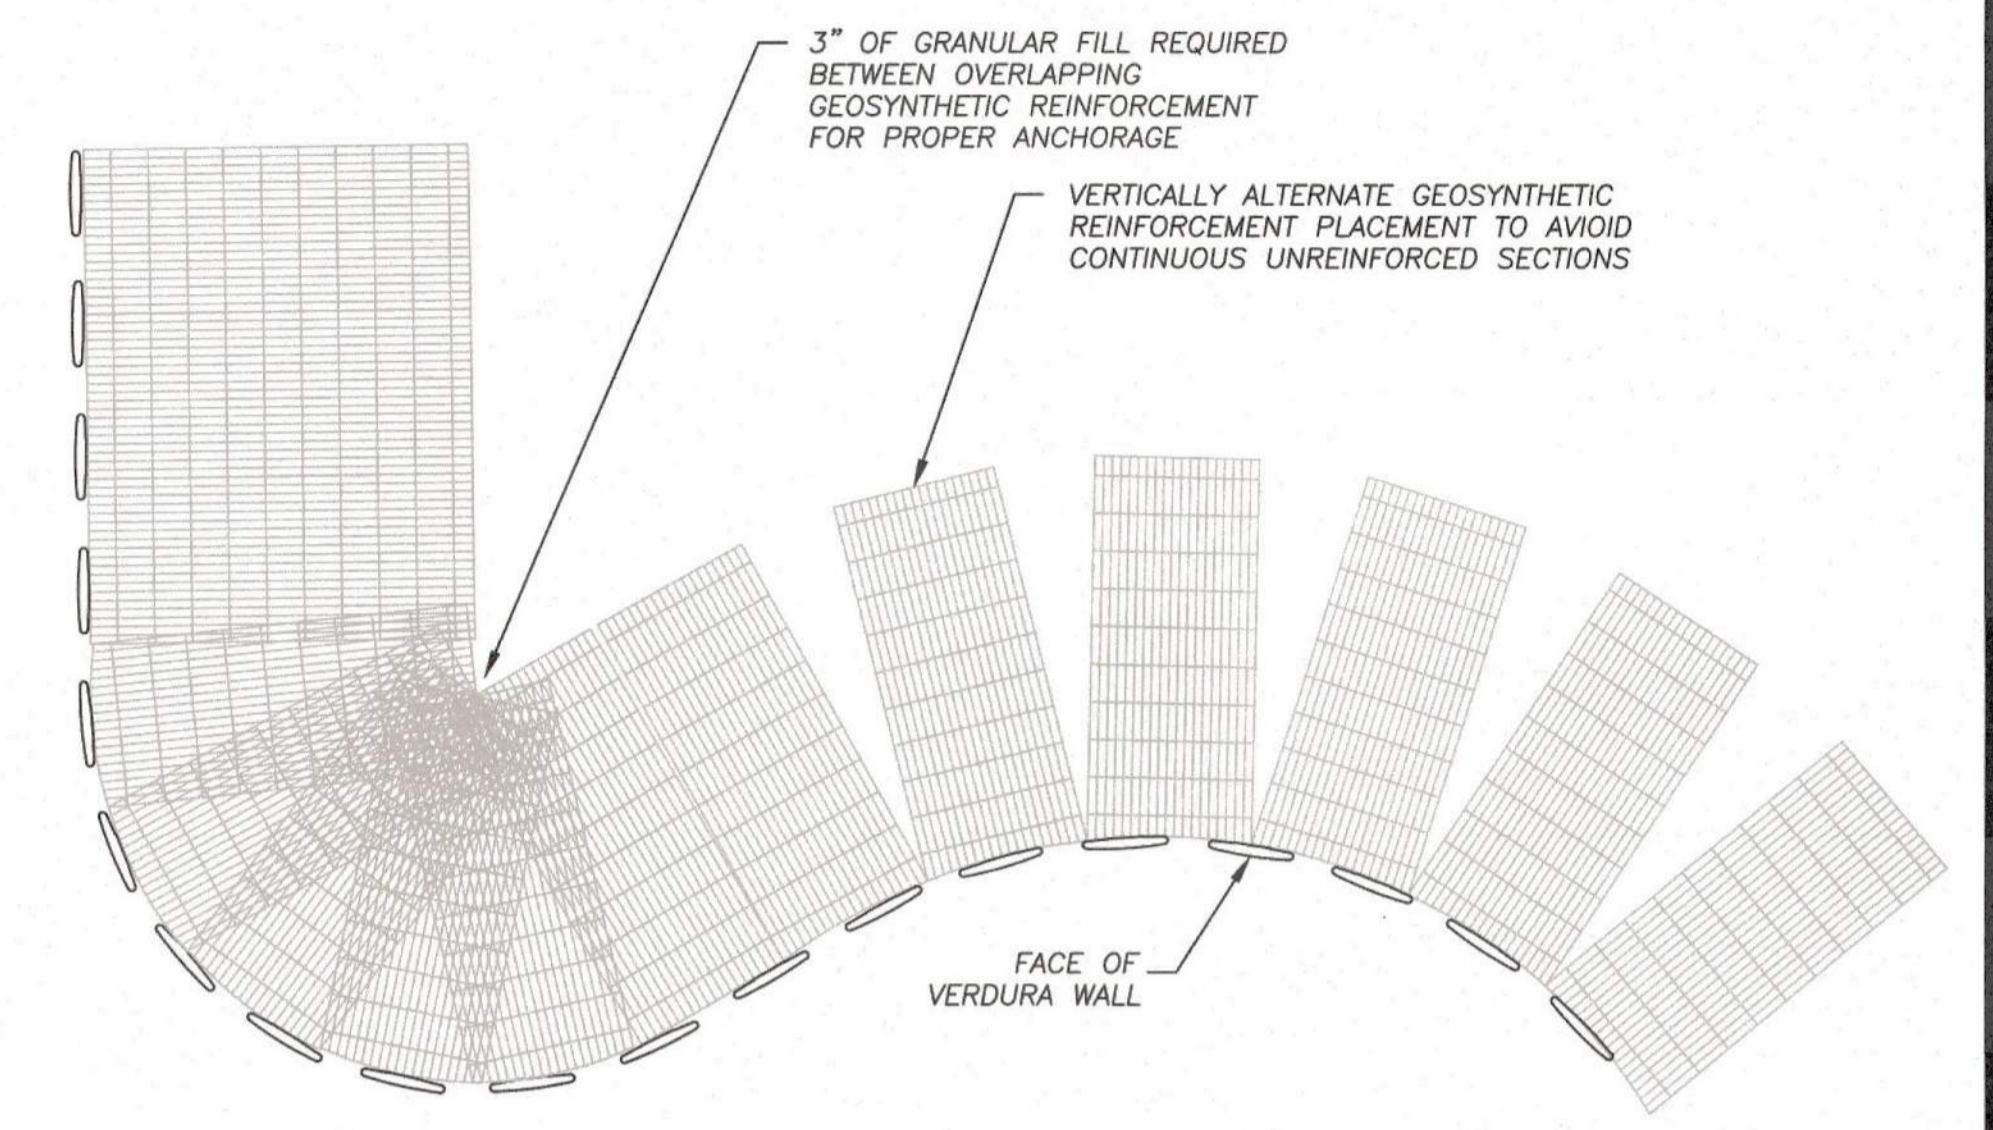 3" OF GRANULAR FILL REQUIRED
BETWEEN OVERLAPPING
GEOSYNTHETIC REINFORCEMENT
FOR PROPER ANCHORAGE
VERTICALLY ALTERNATE GEOSYNTHETIC
REINFORCEMENT PLACEMENT TO AVIOID
CONTINUOUS UNREINFORCED SECTIONS
FACE OF
VERDURA WALL